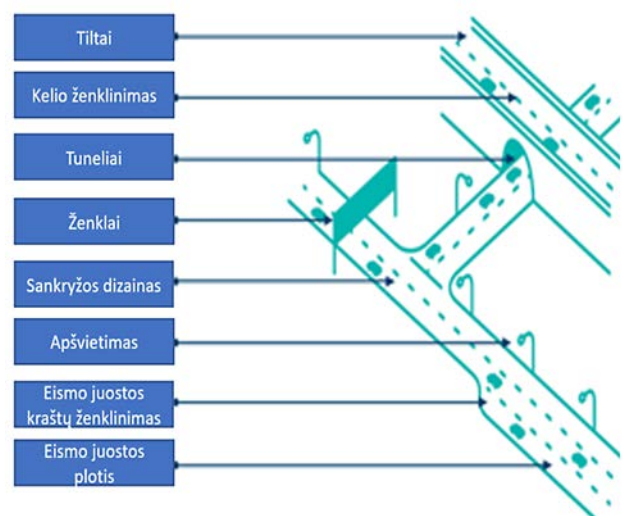 Tiltai
Kelio ženklinimas
Tuneliai
Ženklai
Sankryžos dizainas
Apšvietimas
Eismo juostos
kraštų ženklinimas
Eismo juostos
plotis